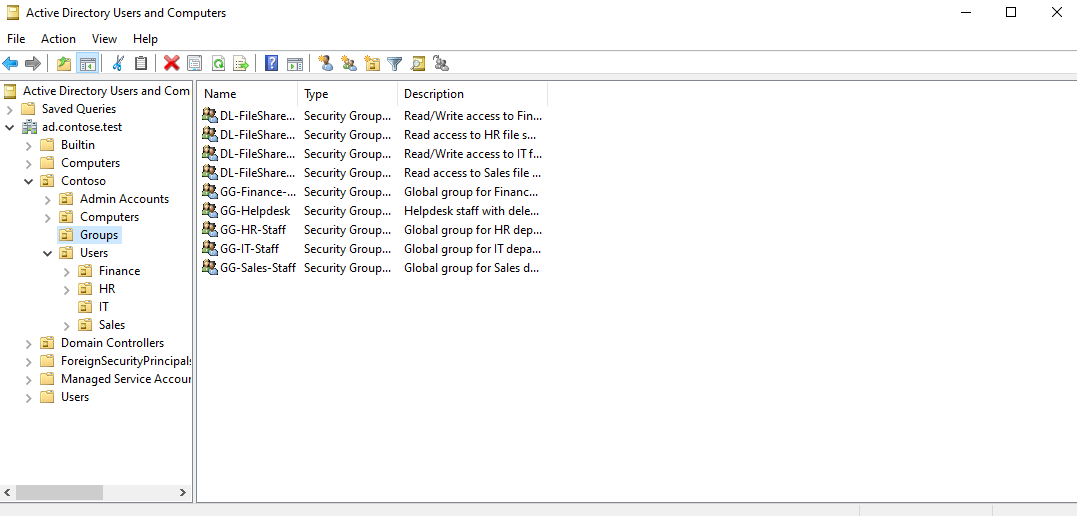 Active Directory Users and Computers
File Action View Help
Active Directory Users and Com
Saved Queries
ad.contose.test
Builtin
Computers
Contoso
Admin Accounts
Computers
Groups
Users
Finance
HR
IT
Sales
Domain Controllers
ForeignSecurityPrincipals
Managed Service Accour
Users
Name Type Description
DL-FileShare... Security Group... Read/Write access to Fin...
DL-FileShare... Security Group... Read access to HR file s...
DL-FileShare... Security Group... Read/Write access to IT f...
DL-FileShare... Security Group... Read access to Sales file ...
GG-Finance-... Security Group... Global group for Financ...
GG-Helpdesk Security Group... Helpdesk staff with dele...
GG-HR-Staff Security Group... Global group for HR dep...
GG-IT-Staff Security Group... Global group for IT depa...
GG-Sales-Staff Security Group... Global group for Sales d...